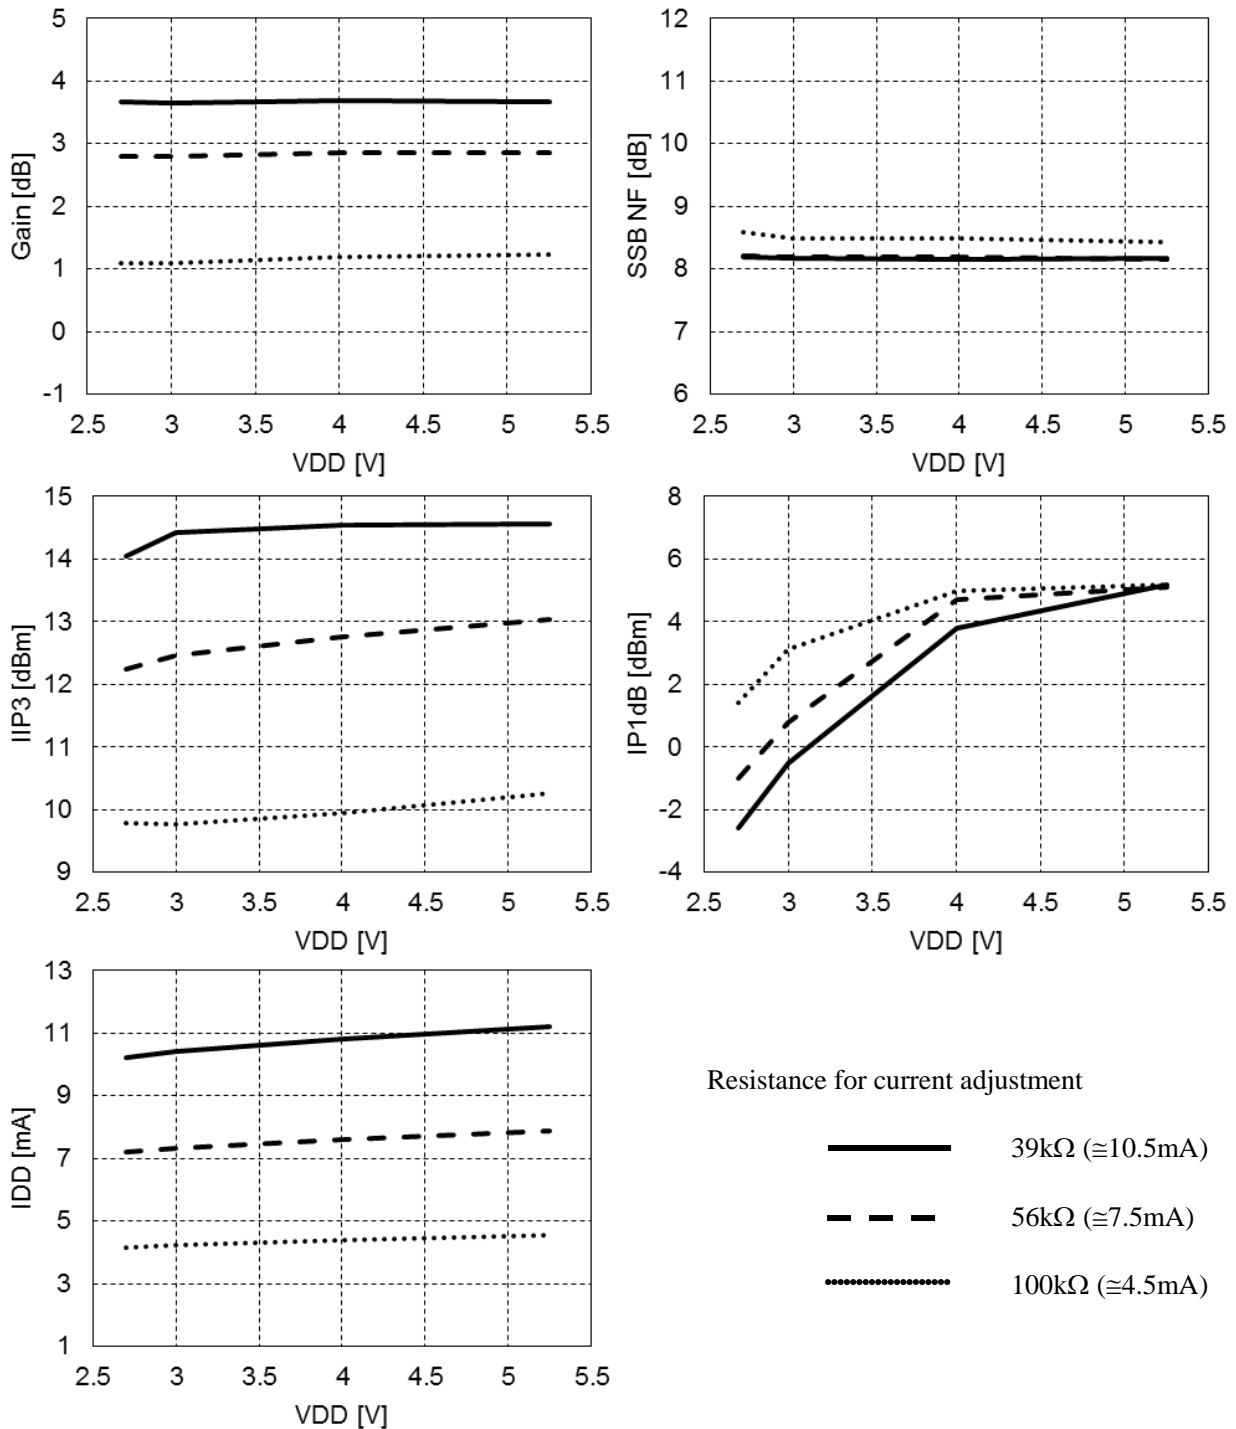 5
4
3
2
1
0
-1
Gain [dB]
2.5 3 3.5 4 4.5 5 5.5
VDD [V]
12
11
10
9
8
7
6
SSB NF [dB]
2.5 3 3.5 4 4.5 5 5.5
VDD [V]
15
14
13
12
11
10
9
IIP3 [dBm]
2.5 3 3.5 4 4.5 5 5.5
VDD [V]
8
6
4
2
0
-2
-4
IP1dB [dBm]
2.5 3 3.5 4 4.5 5 5.5
VDD [V]
13
11
9
7
5
3
1
IDD [mA]
2.5 3 3.5 4 4.5 5 5.5
VDD [V]
Resistance for current adjustment
39kΩ (≅10.5mA)
56kΩ (≅7.5mA)
100kΩ (≅4.5mA)